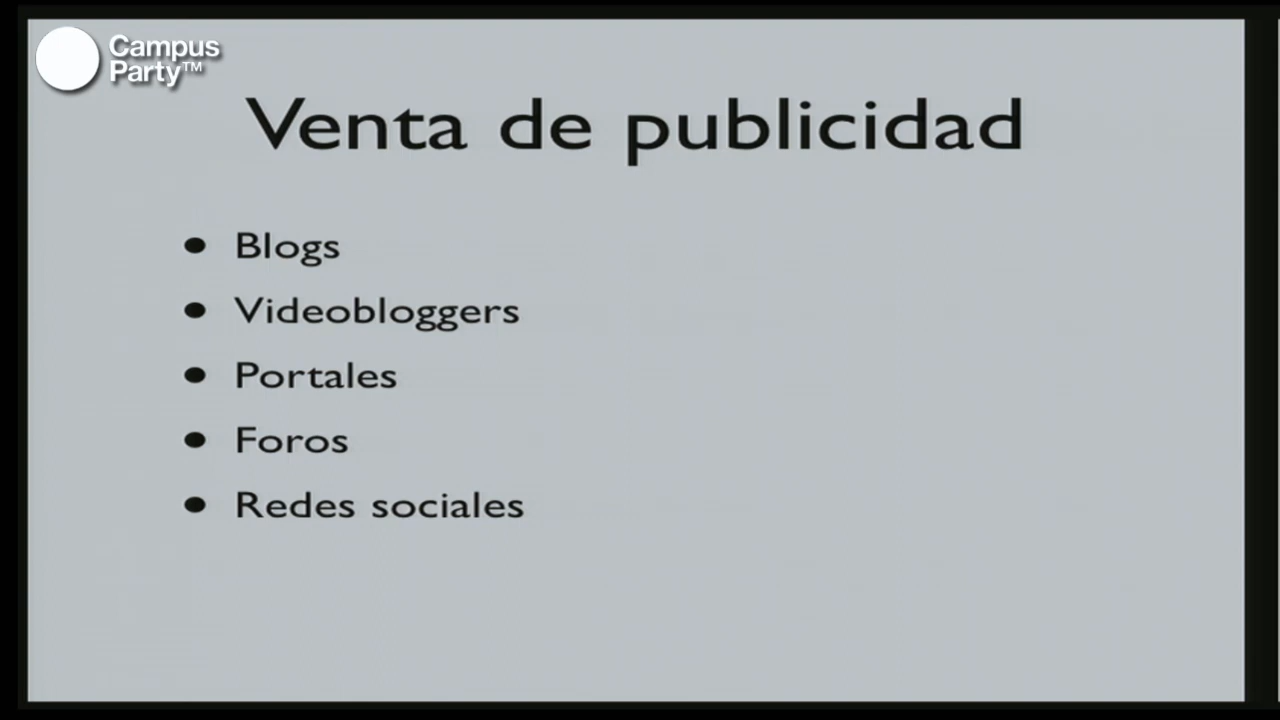 Campus
Party™
Venta de publicidad
• Blogs
• Videobloggers
• Portales
• Foros
• Redes sociales